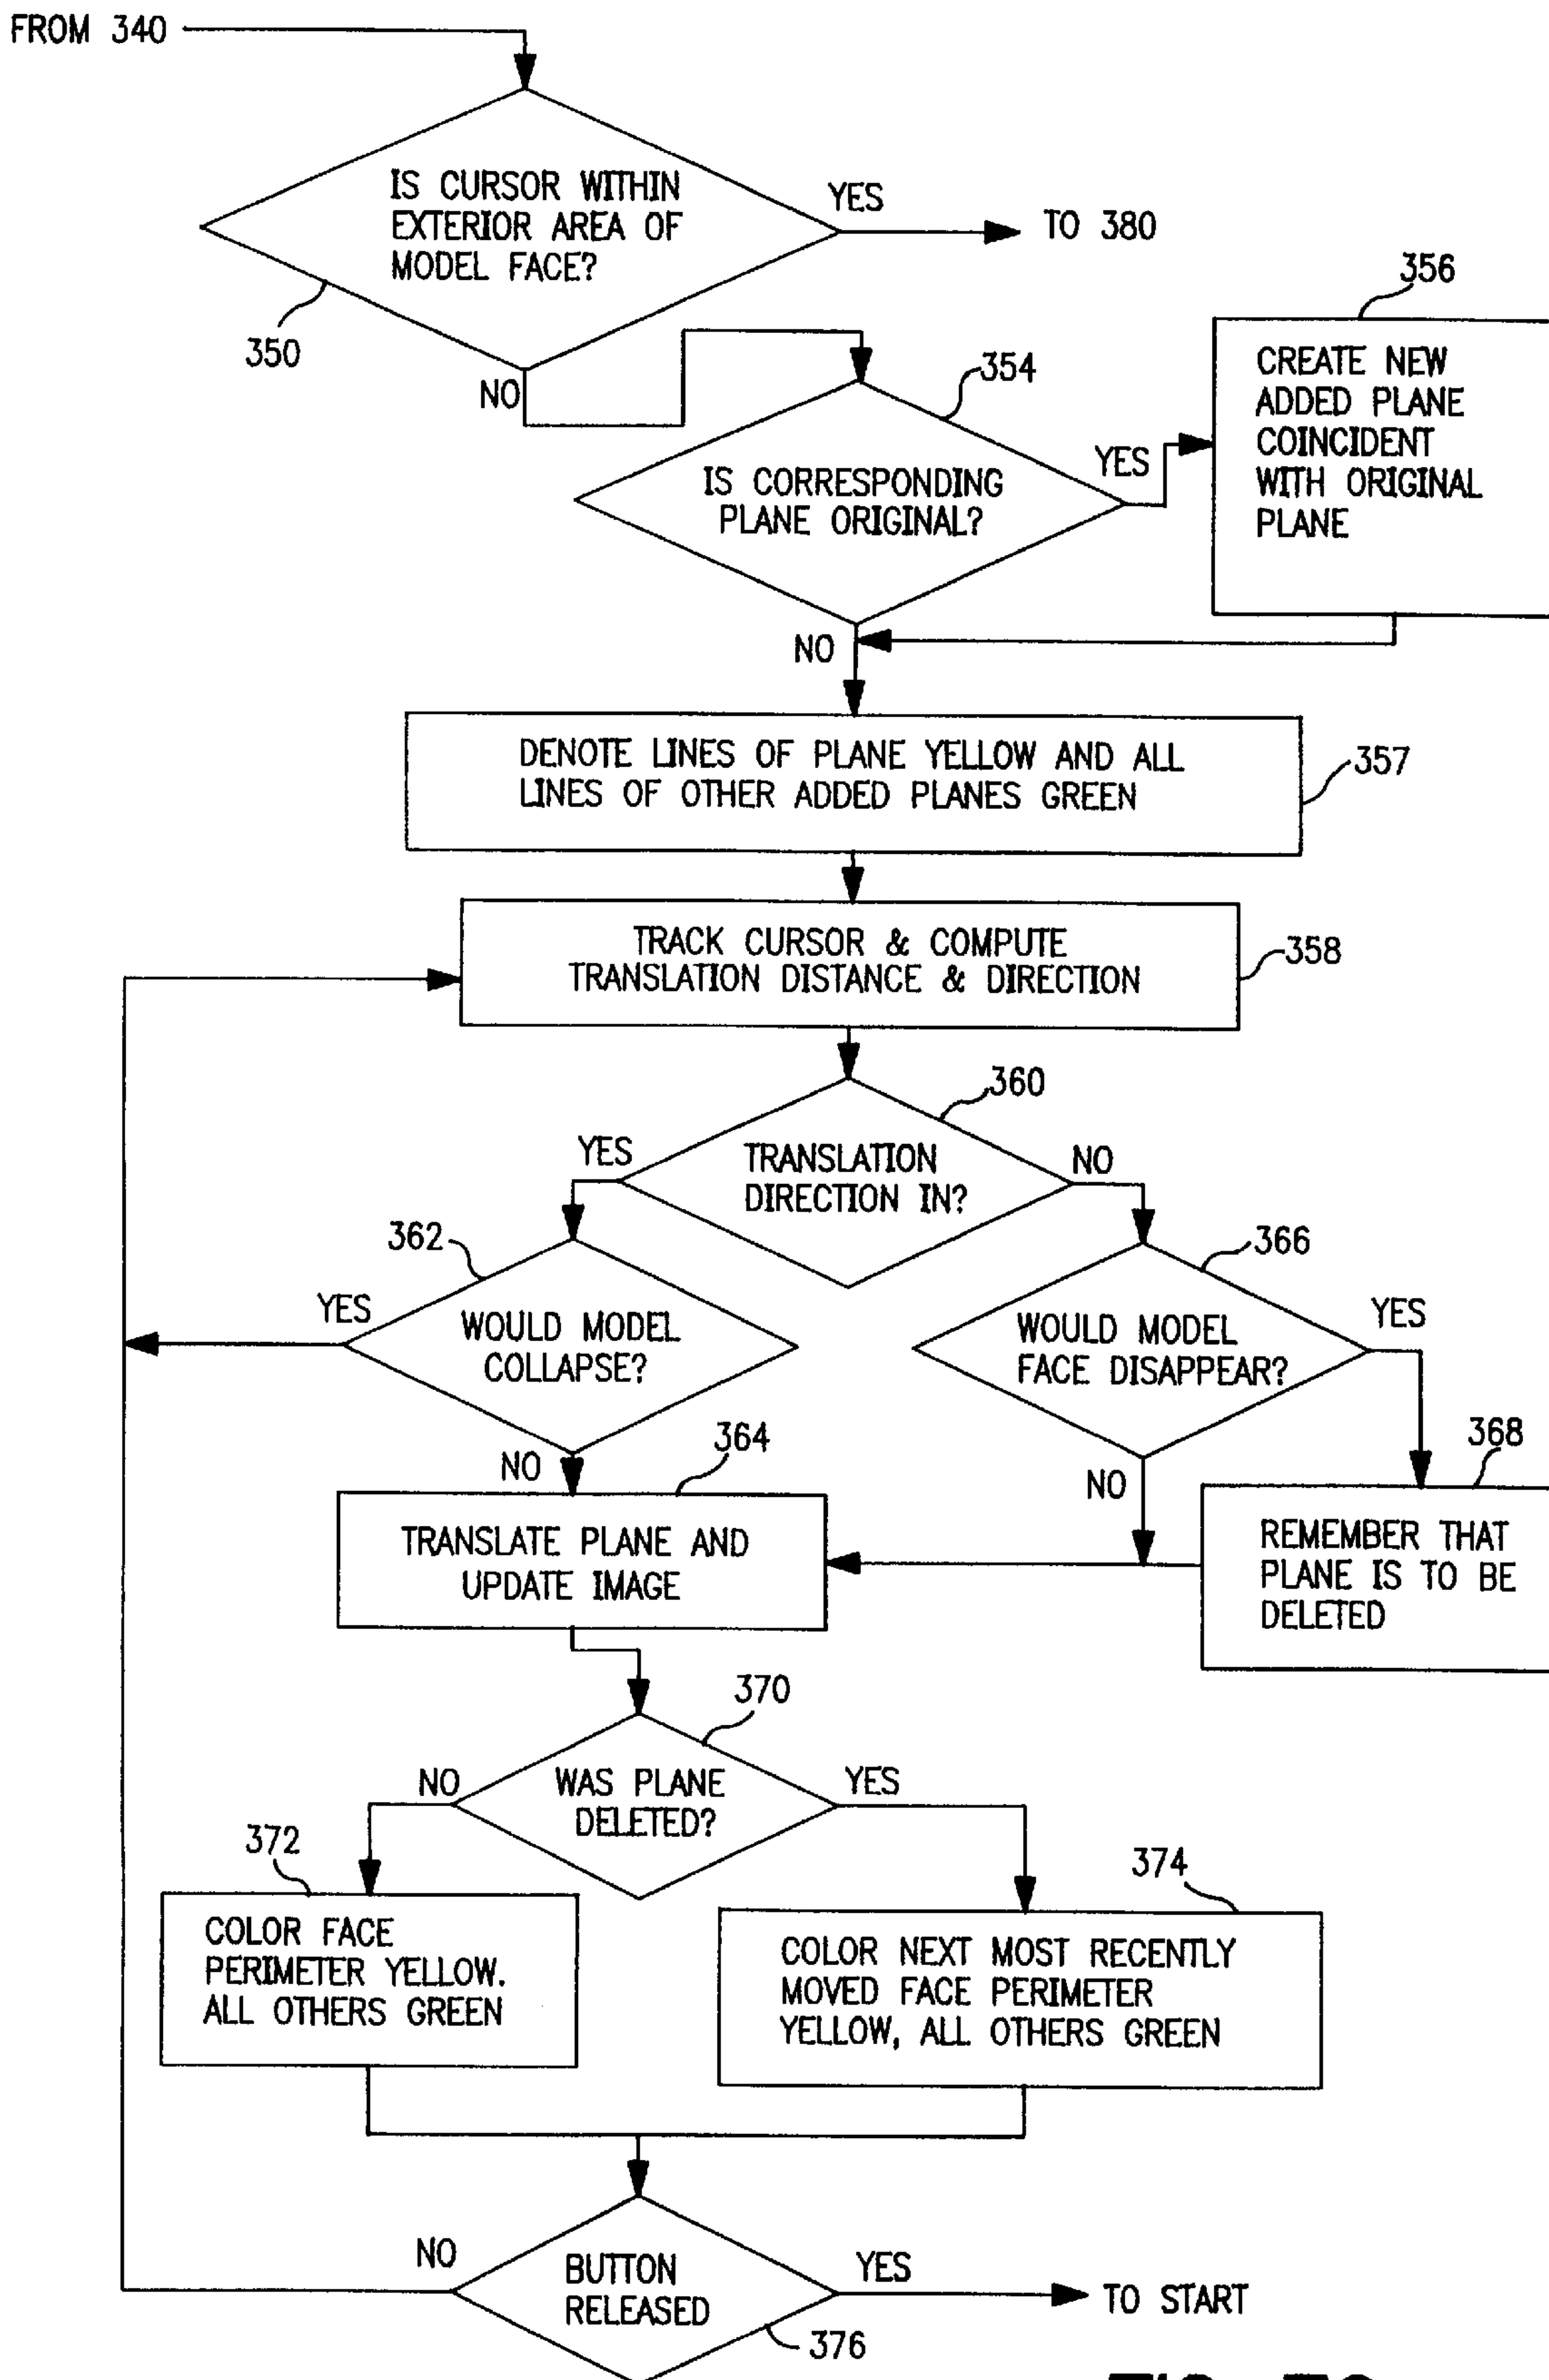 FROM 340
IS CURSOR WITHIN
EXTERIOR AREA OF
MODEL FACE?
YES
TO 380
350
NO
356
CREATE NEW
ADDED PLANE
COINCIDENT
WITH ORIGINAL
PLANE
354
IS CORRESPONDING
PLANE ORIGINAL?
YES
NO
DENOTE LINES OF PLANE YELLOW AND ALL
LINES OF OTHER ADDED PLANES GREEN
357
TRACK CURSOR & COMPUTE
TRANSLATION DISTANCE & DIRECTION
358
360
YES
TRANSLATION
DIRECTION IN?
NO
362
YES
WOULD MODEL
COLLAPSE?
NO
366
WOULD MODEL
FACE DISAPPEAR?
YES
NO
364
TRANSLATE PLANE AND
UPDATE IMAGE
368
REMEMBER THAT
PLANE IS TO BE
DELETED
370
NO
WAS PLANE
DELETED?
YES
372
COLOR FACE
PERIMETER YELLOW.
ALL OTHERS GREEN
374
COLOR NEXT MOST RECENTLY
MOVED FACE PERIMETER
YELLOW, ALL OTHERS GREEN
NO
BUTTON
RELEASED
YES
TO START
376